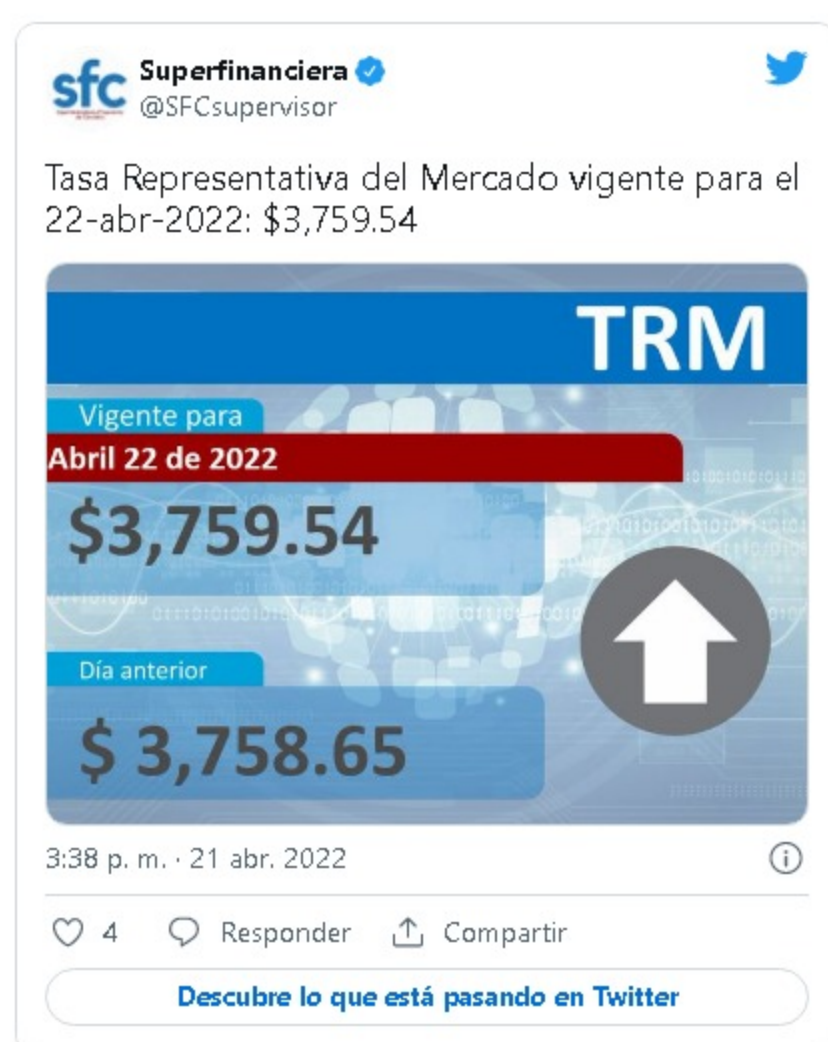 sfc
Superfinanciera
@SFCsupervisor
Tasa Representativa del Mercado vigente para el
22-abr-2022: $3,759.54
TRM
Vigente para
Abril 22 de 2022
$3,759.54
Día anterior
$ 3,758.65
3:38 p. m. · 21 abr. 2022
4 Responder Compartir
Descubre lo que está pasando en Twitter